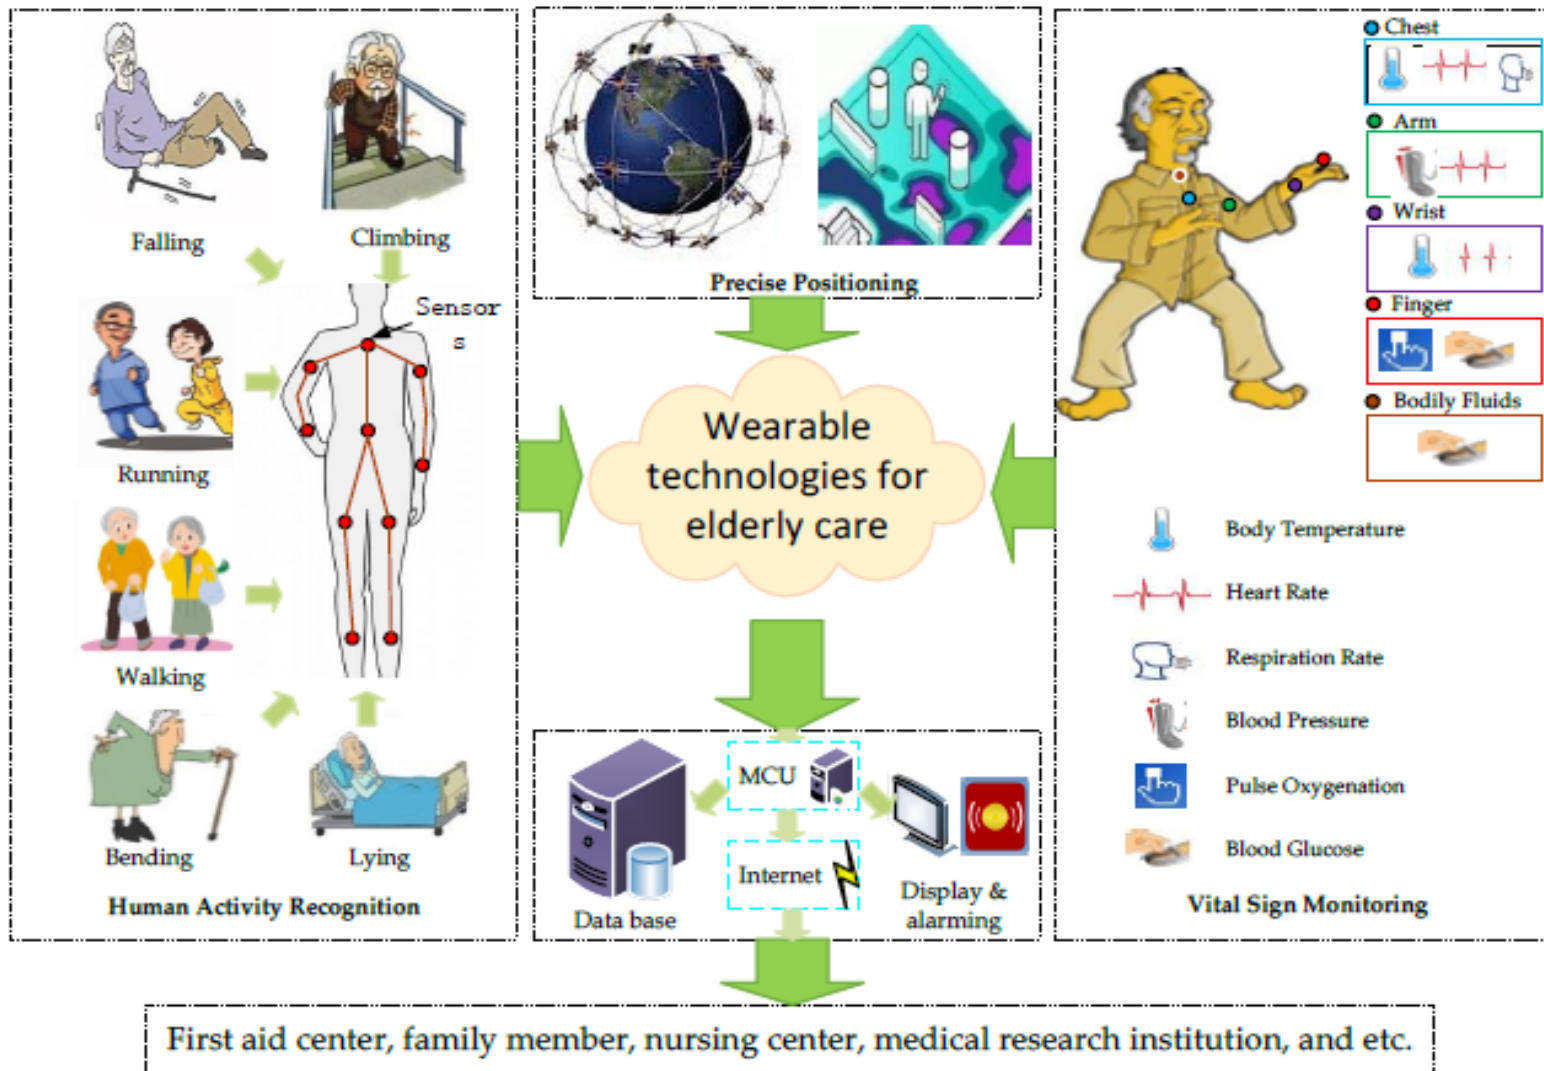 Falling
Climbing
Sensor
s
Running
Walking
Bending
Lying
Human Activity Recognition
Precise Positioning
Wearable
technologies for
elderly care
MCU
Internet
Data base
Display &
alarming
Chest
Arm
Wrist
Finger
Bodily Fluids
Body Temperature
Heart Rate
Respiration Rate
Blood Pressure
Pulse Oxygenation
Blood Glucose
Vital Sign Monitoring
First aid center, family member, nursing center, medical research institution, and etc.